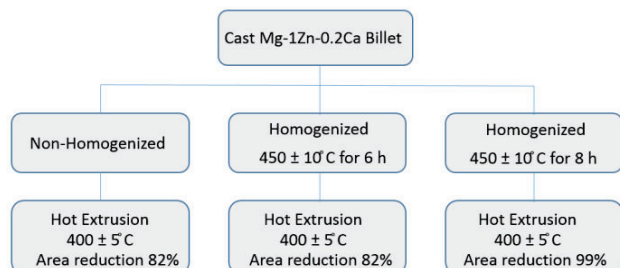 Cast Mg-1Zn-0.2Ca Billet
Non-Homogenized
Homogenized
450 ± 10°C for 6 h
Homogenized
450 ± 10°C for 8 h
Hot Extrusion
400 ± 5°C
Area reduction 82%
Hot Extrusion
400 ± 5°C
Area reduction 82%
Hot Extrusion
400 ± 5°C
Area reduction 99%